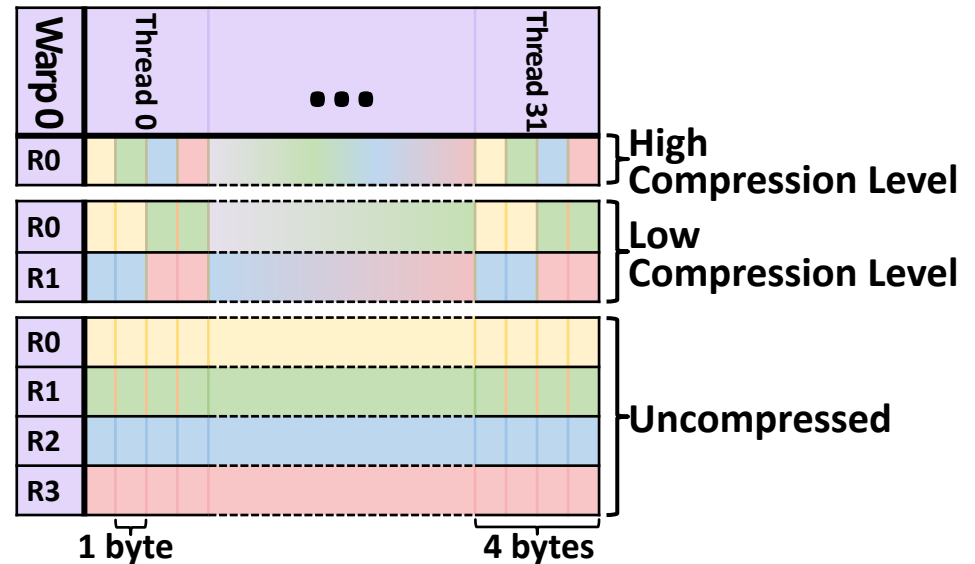 Warp 0
Thread 0
...
Thread 31
R0
High
Compression Level
R0
Low
R1
Compression Level
R0
R1
Uncompressed
R2
R3
1 byte
4 bytes